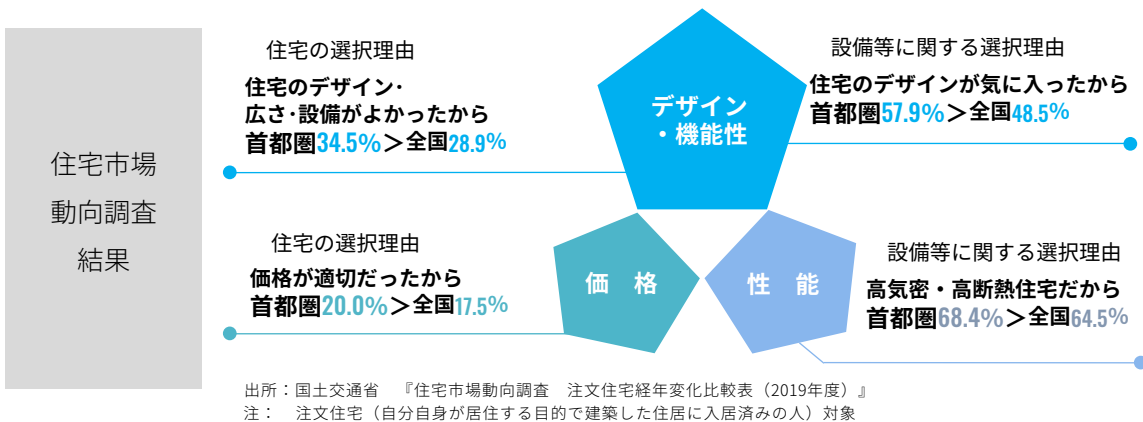 住宅市場
動向調査
結果
住宅の選択理由
住宅のデザイン・
広さ・設備がよかったから
首都圏34.5%＞全国28.9%
デザイン
・機能性
設備等に関する選択理由
住宅のデザインが気に入ったから
首都圏57.9%＞全国48.5%
住宅の選択理由
価格が適切だったから
首都圏20.0%＞全国17.5%
価　格
性　能
設備等に関する選択理由
高気密・高断熱住宅だから
首都圏68.4%＞全国64.5%
出所：国土交通省　『住宅市場動向調査　注文住宅経年変化比較表（2019年度）』
注：　注文住宅（自分自身が居住する目的で建築した住居に入居済みの人）対象